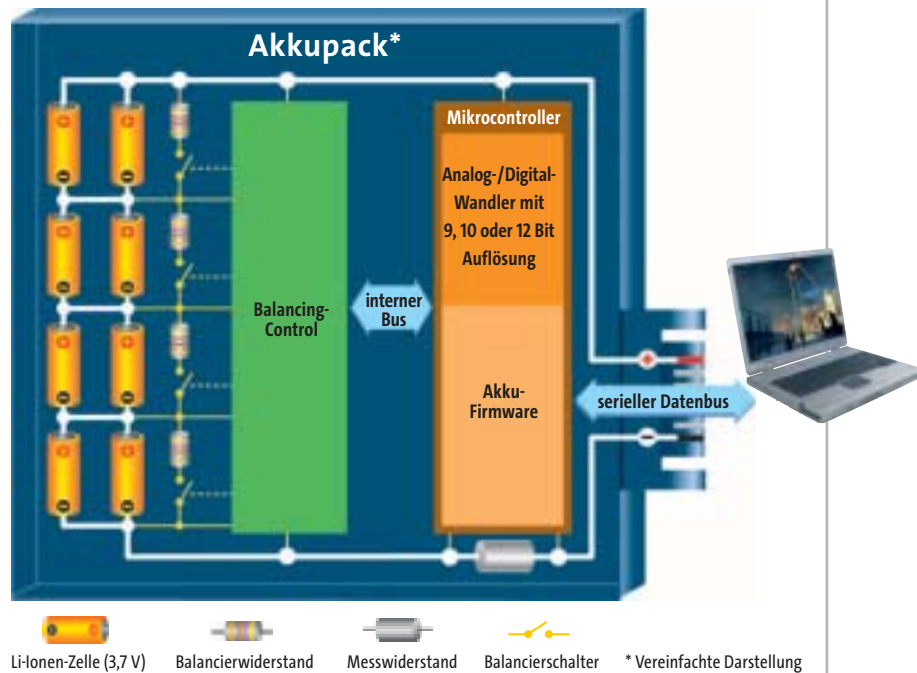 Akkupack*
Mikrocontroller
Analog-/Digital-
Wandler mit
9, 10 oder 12 Bit
Auflösung
Balancing-
Control
interner
Bus
Akku-
Firmware
serieller Datenbus
Li-Ionen-Zelle (3,7 V)
Balancierwiderstand
Messwiderstand
Balancierschalter
* Vereinfachte Darstellung